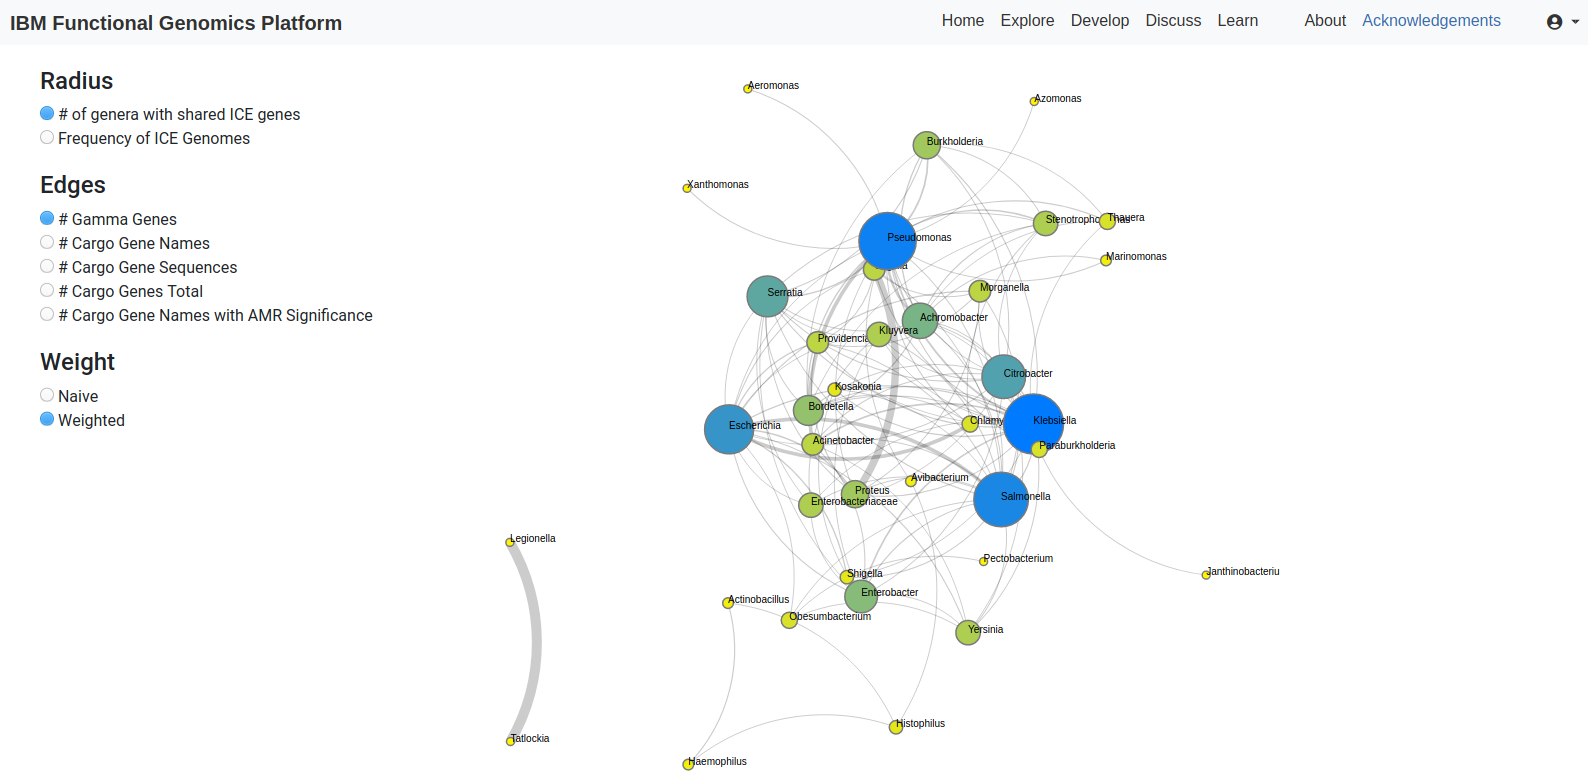 IBM Functional Genomics Platform
Home Explore Develop Discuss Learn About Acknowledgements
Radius
# of genera with shared ICE genes
Frequency of ICE Genomes
Edges
# Gamma Genes
# Cargo Gene Names
# Cargo Gene Sequences
# Cargo Genes Total
# Cargo Gene Names with AMR Significance
Weight
Naive
Weighted
Aeromonas
Azomonas
Burkholderia
Xanthomonas
Thauera
Pseudomonas
Marinomonas
Morganella
Serratia
Achromobacter
Kluyvera
Providencia
Citrobacter
Kosakonia
Bordetella
Chlamy
Klebsiella
Escherichia
Acinetobacter
Paraburkholderia
Avibacterium
Proteus
Salmonella
Enterobacteriaceae
Legionella
Pectobacterium
Shigella
Janthinobacteriu
Enterobacter
Actinobacillus
Obesumbacterium
Yersinia
Histophilus
Tatlockia
Haemophilus